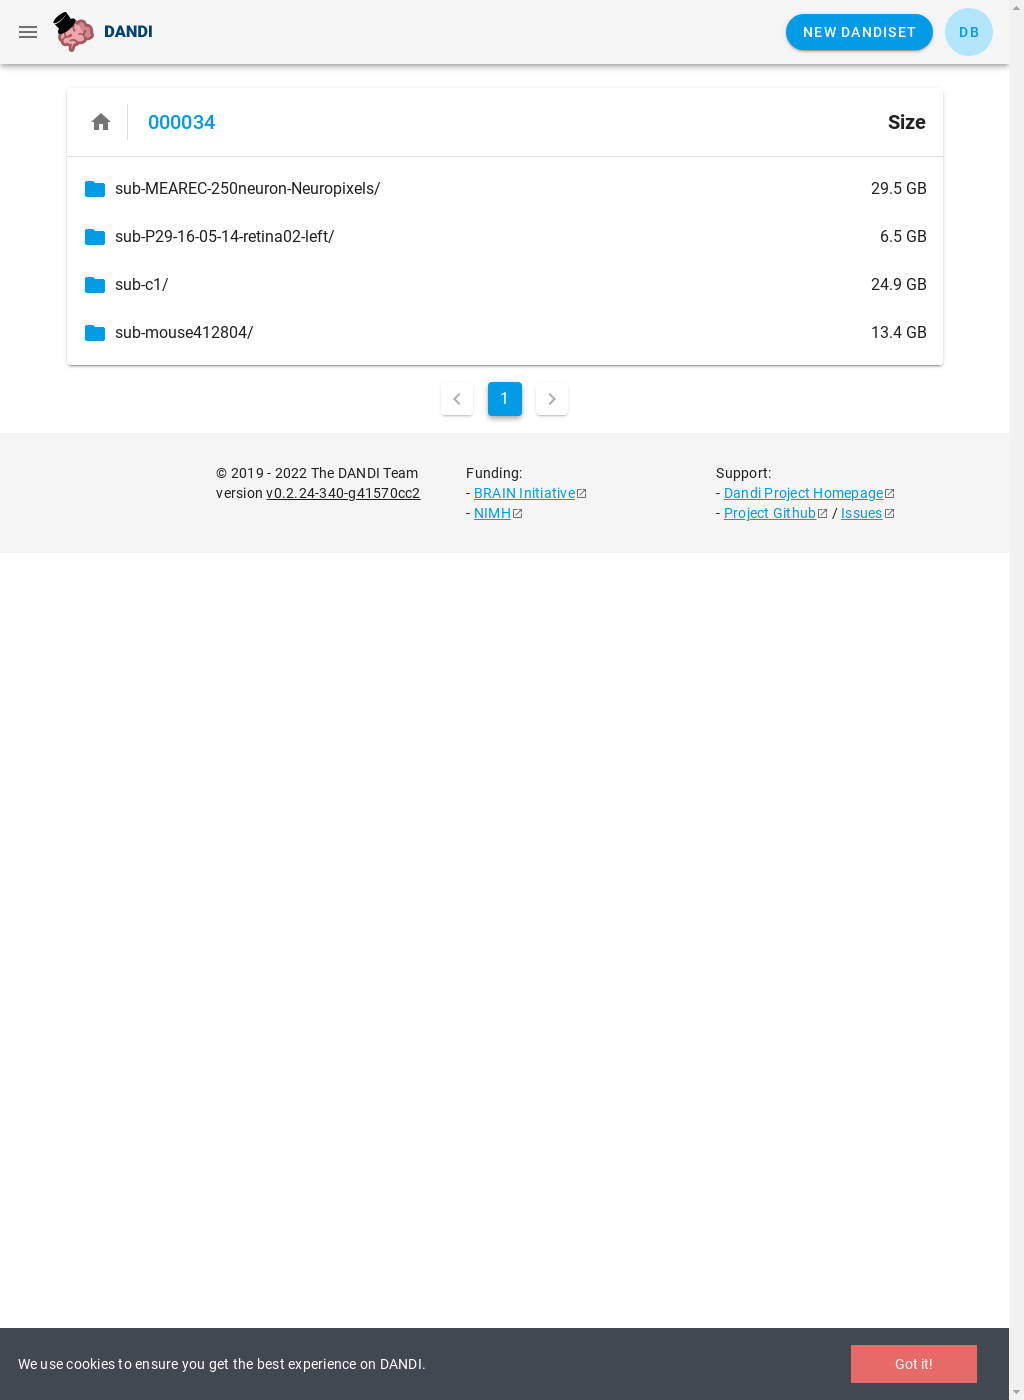 DANDI
NEW DANDISET
DB
000034
Size
sub-MEAREC-250neuron-Neuropixels/ 29.5 GB
sub-P29-16-05-14-retina02-left/ 6.5 GB
sub-c1/ 24.9 GB
sub-mouse412804/ 13.4 GB
1
© 2019 - 2022 The DANDI Team
version v0.2.24-340-g41570cc2
Funding:
- BRAIN Initiative
- NIMH
Support:
- Dandi Project Homepage
- Project Github / Issues
We use cookies to ensure you get the best experience on DANDI.
Got it!